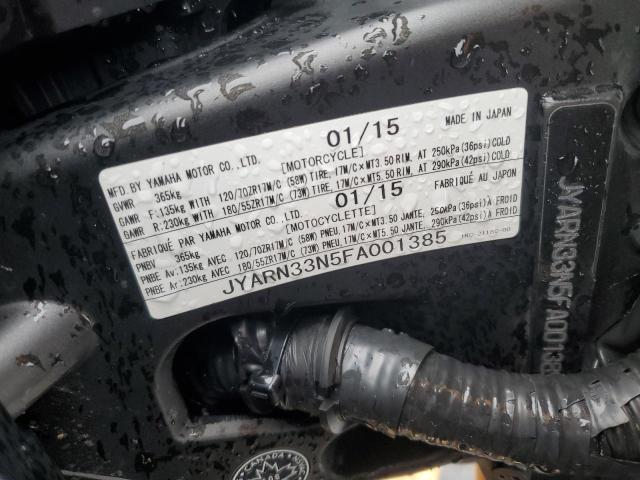 01/15 MADE IN JAPAN
MFD.BY YAMAHA MOTOR CO.,LTD. [MOTORCYCLE]
GVWR 365kg
GAWR F:135kg WITH 120/70ZR17M/C (58W) TIRE, 17M/C×MT3.50 RIM, AT 250kPa(36psi)COLD
GAWR R:230kg WITH 180/55ZR17M/C (73W) TIRE, 17M/C×MT5.50 RIM, AT 290kPa(42psi)COLD
01/15 FABRIQUÉ AU JAPON
FABRIQUÉ PAR YAMAHA MOTOR CO.,LTD. [MOTOCYCLETTE]
PNBV 365kg
PNBE Av:135kg AVEC 120/70ZR17M/C (58W) PNEU, 17M/C×MT3.50 JANTE, 250kPa(36psi)À FROID
PNBE Ar:230kg AVEC 180/55ZR17M/C (73W) PNEU, 17M/C×MT5.50 JANTE, 290kPa(42psi)À FROID
JYARN33N5FA001385
JYARN33N5FA00138
CANADA